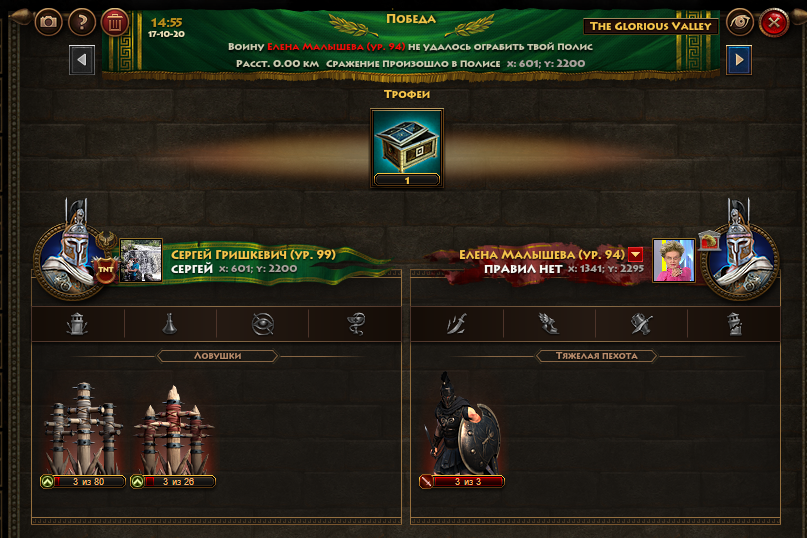 Победа
14:55
17-10-20
The Glorious Valley
Воину Елена Малышева (ур. 94) не удалось ограбить твой Полис
Расст. 0.00 км Сражение произошло в Полисе x: 601; y: 2200
Трофеи
1
Сергей Гришкевич (ур. 99)
Сергей x: 601; y: 2200
TNT
Елена Малышева (ур. 94)
Правил нет x: 1341; y: 2295
Ловушки
Тяжелая пехота
3 из 80
3 из 26
3 из 3